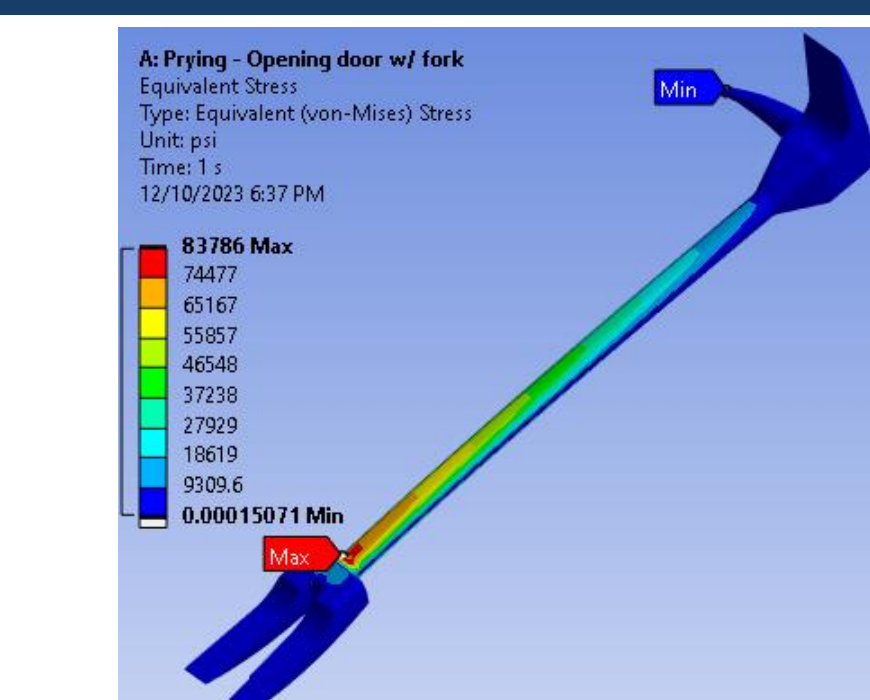 A: Prying - Opening door w/ fork
Equivalent Stress
Type: Equivalent (von-Mises) Stress
Unit: psi
Time: 1 s
12/10/2023 6:37 PM
83786 Max
74477
65167
55857
46548
37238
27929
18619
9309.6
0.00015071 Min
Min
Max